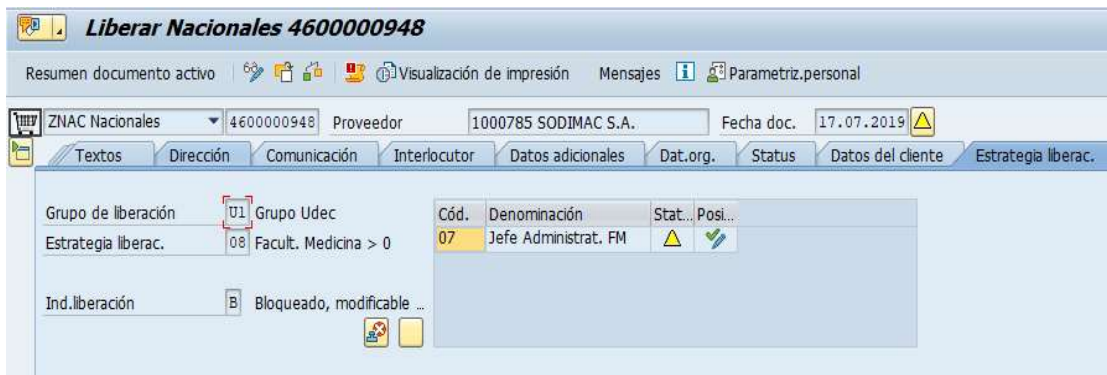 Liberar Nacionales 4600000948
Resumen documento activo Visualización de impresión Mensajes Parametriz.personal
ZNAC Nacionales 4600000948 Proveedor 1000785 SODIMAC S.A. Fecha doc. 17.07.2019
Textos Dirección Comunicación Interlocutor Datos adicionales Dat.org. Status Datos del cliente Estrategia liberac.
Grupo de liberación U1 Grupo Udec Cód. Denominación Stat... Posi...
Estrategia liberac. 08 Facult. Medicina > 0 07 Jefe Administrat. FM
Ind.liberación B Bloqueado, modificable ...